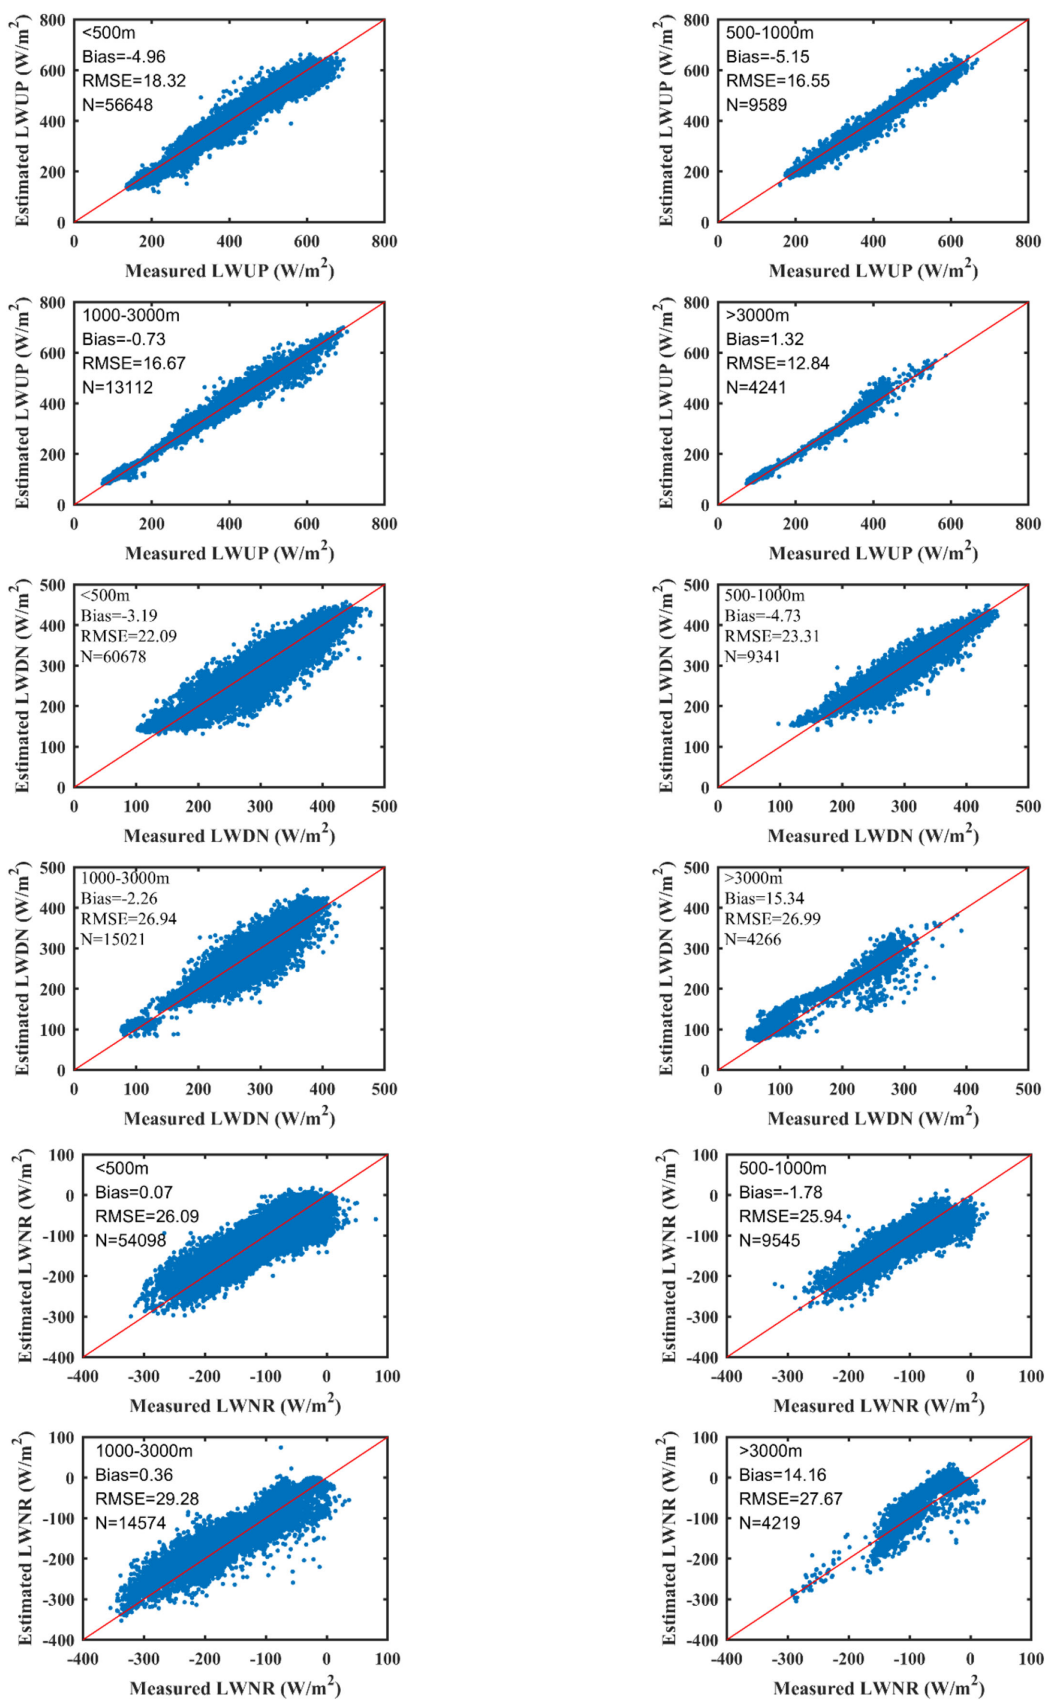 <500m
Bias=-4.96
RMSE=18.32
N=56648
Estimated LWUP (W/m²)
800
600
400
200
0
0 200 400 600 800
Measured LWUP (W/m²)
500-1000m
Bias=-5.15
RMSE=16.55
N=9589
Estimated LWUP (W/m²)
800
600
400
200
0
0 200 400 600 800
Measured LWUP (W/m²)
1000-3000m
Bias=-0.73
RMSE=16.67
N=13112
Estimated LWUP (W/m²)
800
600
400
200
0
0 200 400 600 800
Measured LWUP (W/m²)
>3000m
Bias=1.32
RMSE=12.84
N=4241
Estimated LWUP (W/m²)
800
600
400
200
0
0 200 400 600 800
Measured LWUP (W/m²)
<500m
Bias=-3.19
RMSE=22.09
N=60678
Estimated LWDN (W/m²)
500
400
300
200
100
0
0 100 200 300 400 500
Measured LWDN (W/m²)
500-1000m
Bias=-4.73
RMSE=23.31
N=9341
Estimated LWDN (W/m²)
500
400
300
200
100
0
0 100 200 300 400 500
Measured LWDN (W/m²)
1000-3000m
Bias=-2.26
RMSE=26.94
N=15021
Estimated LWDN (W/m²)
500
400
300
200
100
0
0 100 200 300 400 500
Measured LWDN (W/m²)
>3000m
Bias=15.34
RMSE=26.99
N=4266
Estimated LWDN (W/m²)
500
400
300
200
100
0
0 100 200 300 400 500
Measured LWDN (W/m²)
<500m
Bias=0.07
RMSE=26.09
N=54098
Estimated LWNR (W/m²)
100
0
-100
-200
-300
-400
-400 -300 -200 -100 0 100
Measured LWNR (W/m²)
500-1000m
Bias=-1.78
RMSE=25.94
N=9545
Estimated LWNR (W/m²)
100
0
-100
-200
-300
-400
-400 -300 -200 -100 0 100
Measured LWNR (W/m²)
1000-3000m
Bias=0.36
RMSE=29.28
N=14574
Estimated LWNR (W/m²)
100
0
-100
-200
-300
-400
-400 -300 -200 -100 0 100
Measured LWNR (W/m²)
>3000m
Bias=14.16
RMSE=27.67
N=4219
Estimated LWNR (W/m²)
100
0
-100
-200
-300
-400
-400 -300 -200 -100 0 100
Measured LWNR (W/m²)